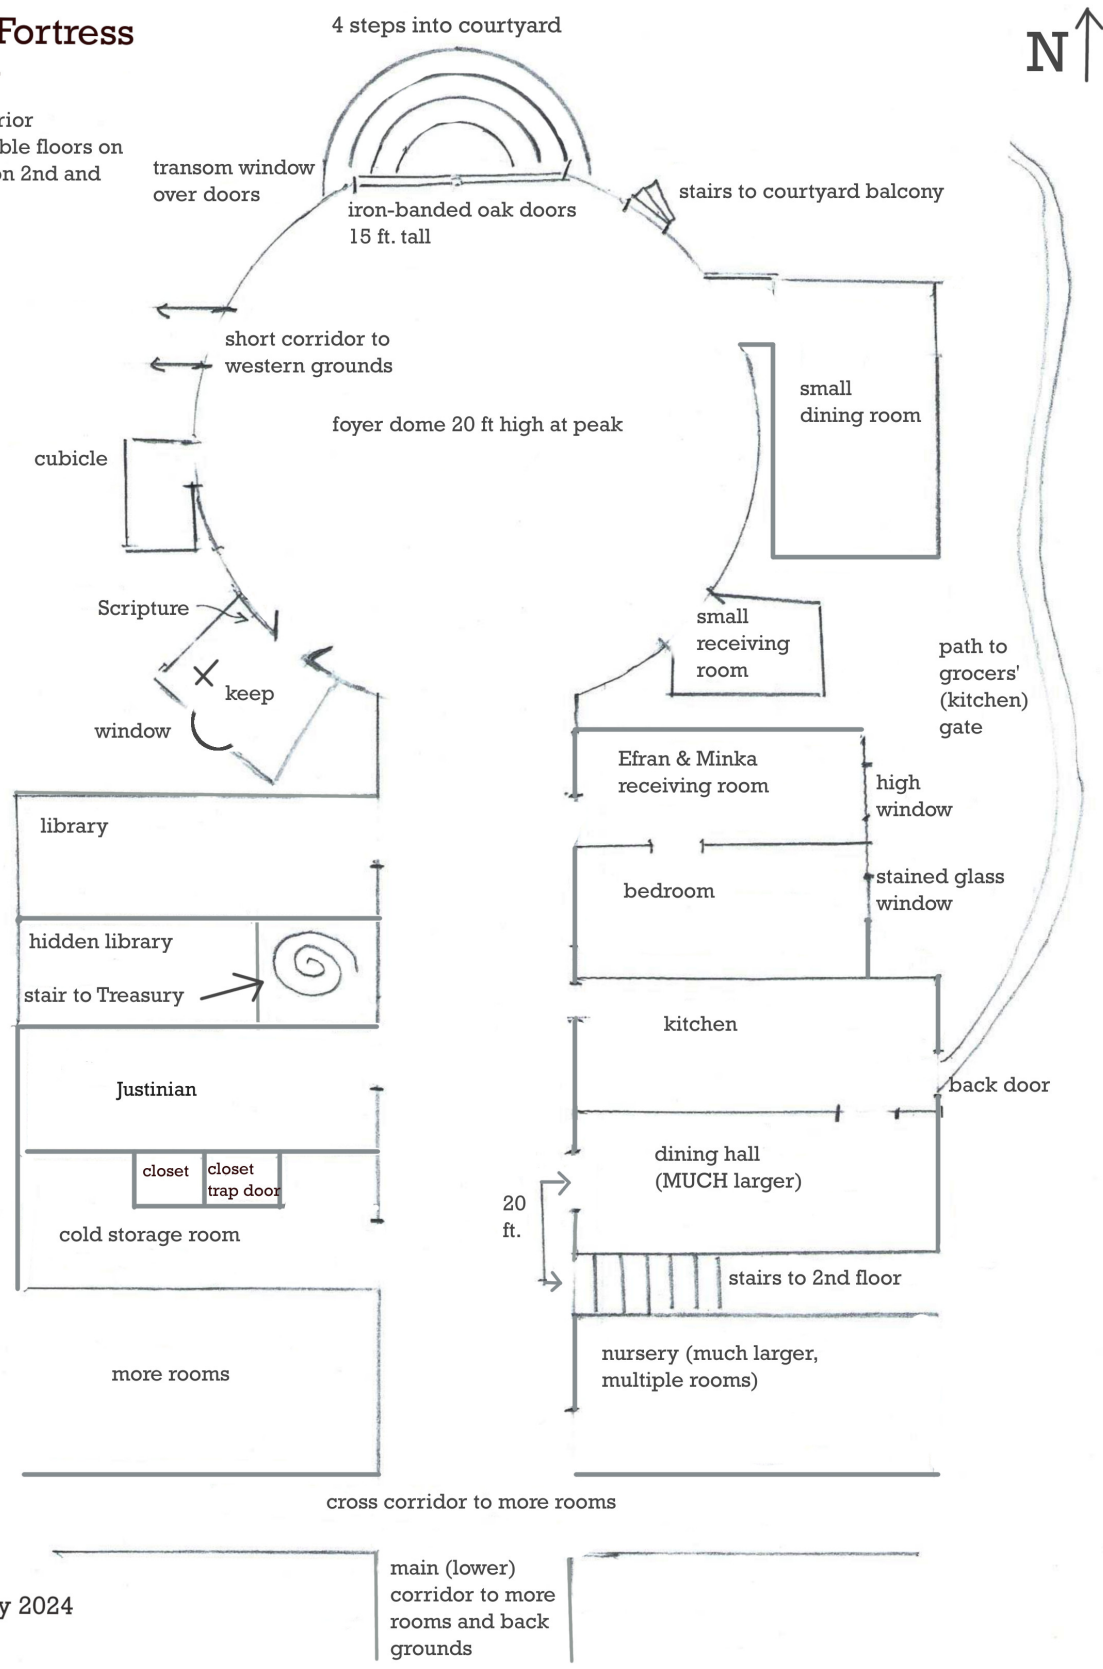 Fortress
4 steps into courtyard
N
rior
ble floors on
on 2nd and
transom window
over doors
iron-banded oak doors
15 ft. tall
stairs to courtyard balcony
short corridor to
western grounds
foyer dome 20 ft high at peak
small
dining room
cubicle
Scripture
keep
window
small
receiving
room
path to
grocers'
(kitchen)
gate
Efran & Minka
receiving room
high
window
library
bedroom
stained glass
window
hidden library
stair to Treasury
kitchen
Justinian
back door
closet
closet
trap door
cold storage room
dining hall
(MUCH larger)
20
ft.
stairs to 2nd floor
more rooms
nursery (much larger,
multiple rooms)
cross corridor to more rooms
main (lower)
corridor to more
rooms and back
grounds
y 2024